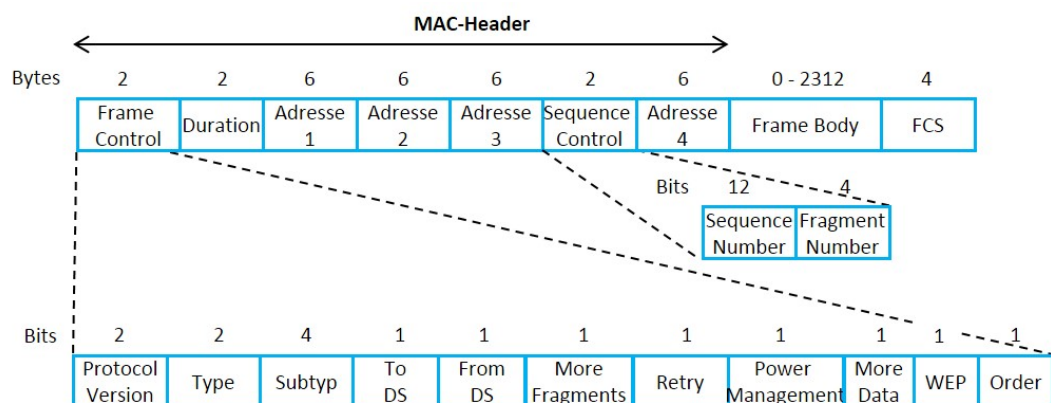 MAC-Header
Bytes 2 2 6 6 6 2 6 0 - 2312 4
Frame Control Duration Adresse 1 Adresse 2 Adresse 3 Sequence Control Adresse 4 Frame Body FCS
Bits 12 4
Sequence Number Fragment Number
Bits 2 2 4 1 1 1 1 1 1 1 1
Protocol Version Type Subtyp To DS From DS More Fragments Retry Power Management More Data WEP Order